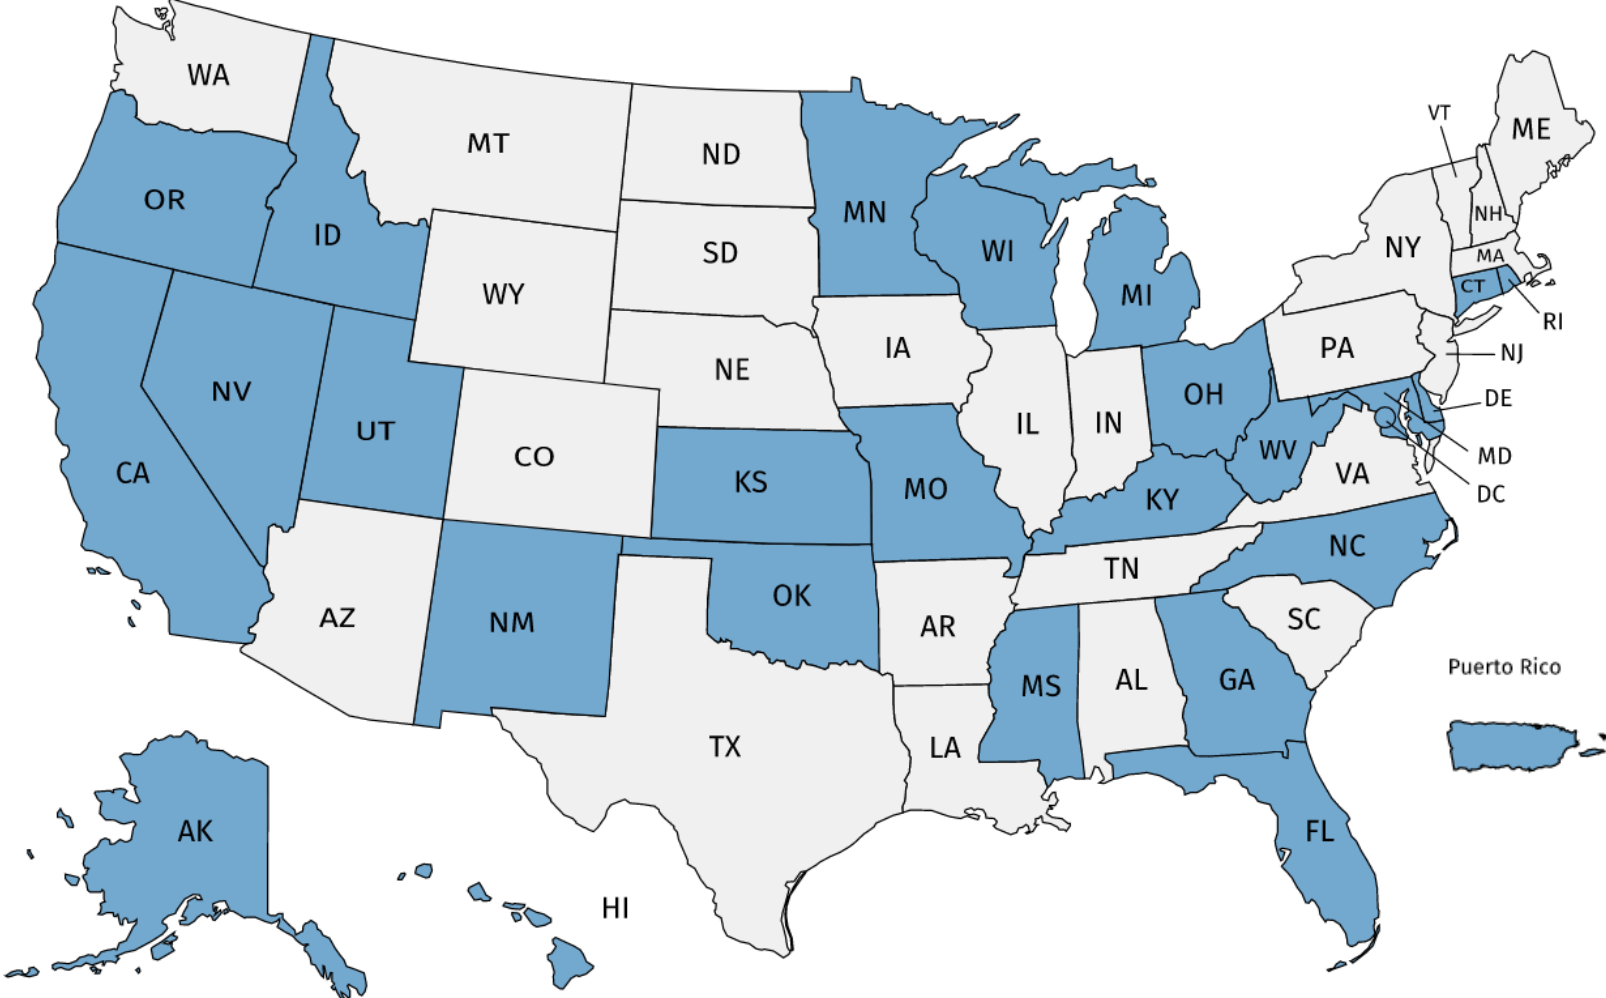 WA
VT
ME
MT
ND
OR
MN
NH
ID
NY
WI
SD
MA
CT
WY
MI
RI
IA
PA
NJ
NE
NV
OH
DE
UT
IL
IN
WV
CO
MD
CA
VA
KS
MO
DC
KY
NC
TN
OK
AZ
NM
SC
AR
Puerto Rico
MS
AL
GA
TX
LA
AK
FL
HI